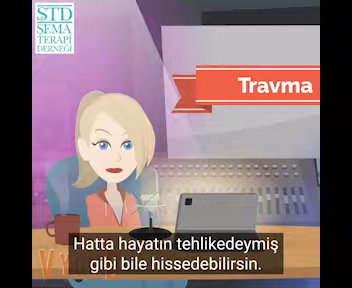 STD
ŞEMA
TERAPİ
DERNEĞİ
Travma
Hatta hayatın tehlikedeymiş
gibi bile hissedebilirsin.